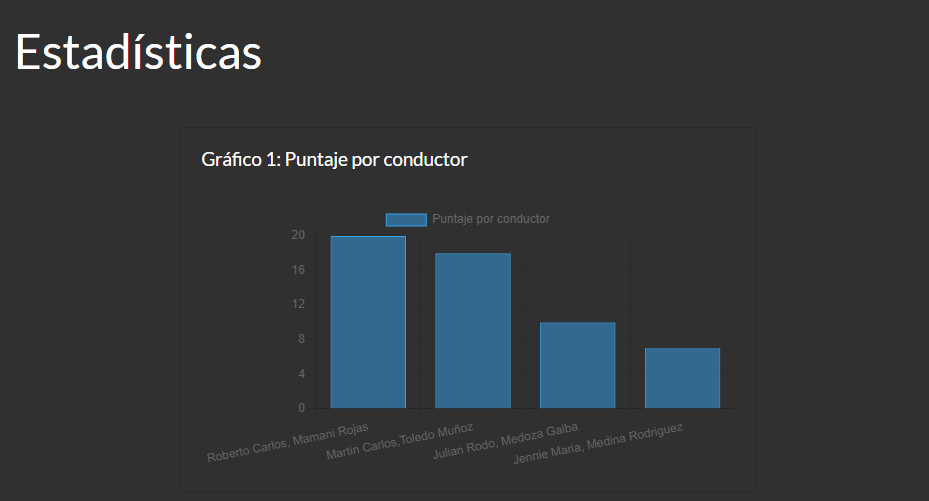 Estadísticas
Gráfico 1: Puntaje por conductor
Puntaje por conductor
20
16
12
8
4
0
Roberto Carlos, Mamani Rojas
Martin Carlos,Toledo Muñoz
Julian Rodo, Medoza Galba
Jennie Maria, Medina Rodriguez